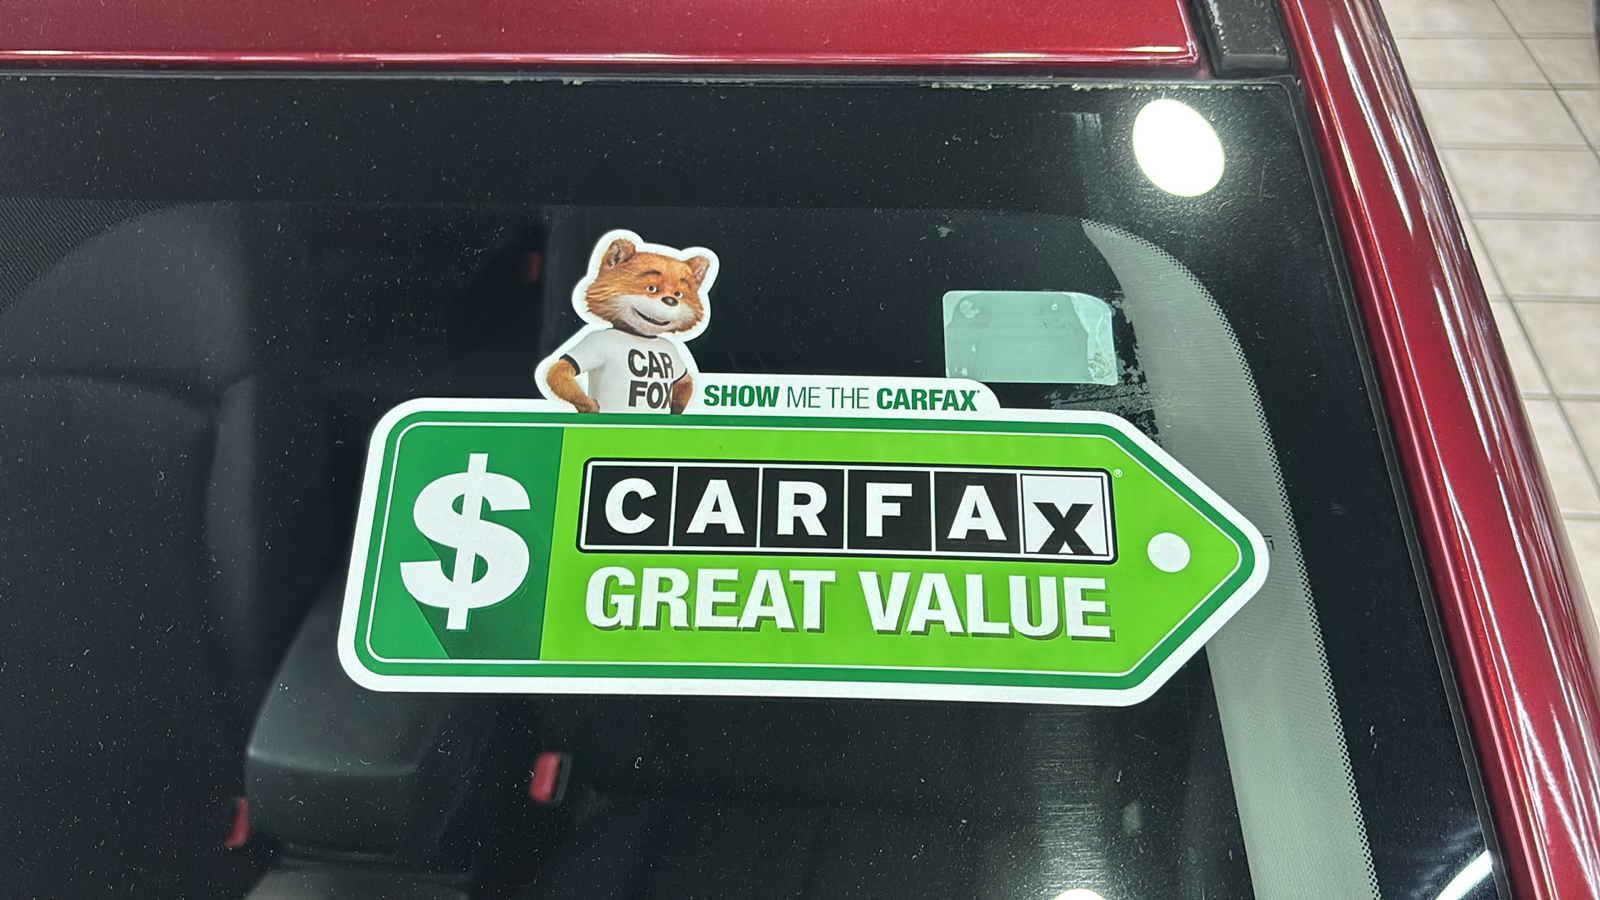 CAR
FOX
SHOW ME THE CARFAX
$
CARFAX®
GREAT VALUE